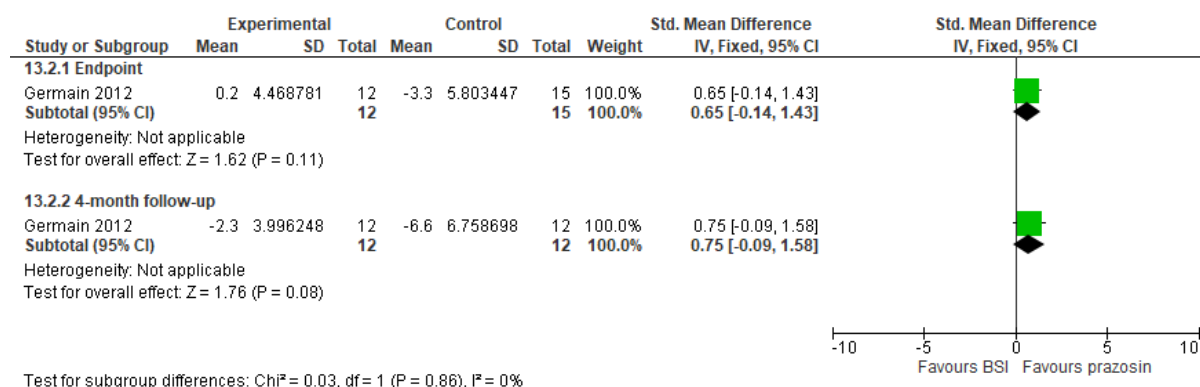 Experimental Control Std. Mean Difference Std. Mean Difference
Study or Subgroup Mean SD Total Mean SD Total Weight IV, Fixed, 95% CI IV, Fixed, 95% CI
13.2.1 Endpoint
Germain 2012 0.2 4.468781 12 -3.3 5.803447 15 100.0% 0.65 [-0.14, 1.43]
Subtotal (95% CI) 12 15 100.0% 0.65 [-0.14, 1.43]
Heterogeneity: Not applicable
Test for overall effect: Z = 1.62 (P = 0.11)
13.2.2 4-month follow-up
Germain 2012 -2.3 3.996248 12 -6.6 6.758698 12 100.0% 0.75 [-0.09, 1.58]
Subtotal (95% CI) 12 12 100.0% 0.75 [-0.09, 1.58]
Heterogeneity: Not applicable
Test for overall effect: Z = 1.76 (P = 0.08)
-10 -5 0 5 10
Favours BSI Favours prazosin
Test for subgroup differences: Chi² = 0.03, df = 1 (P = 0.86), I² = 0%